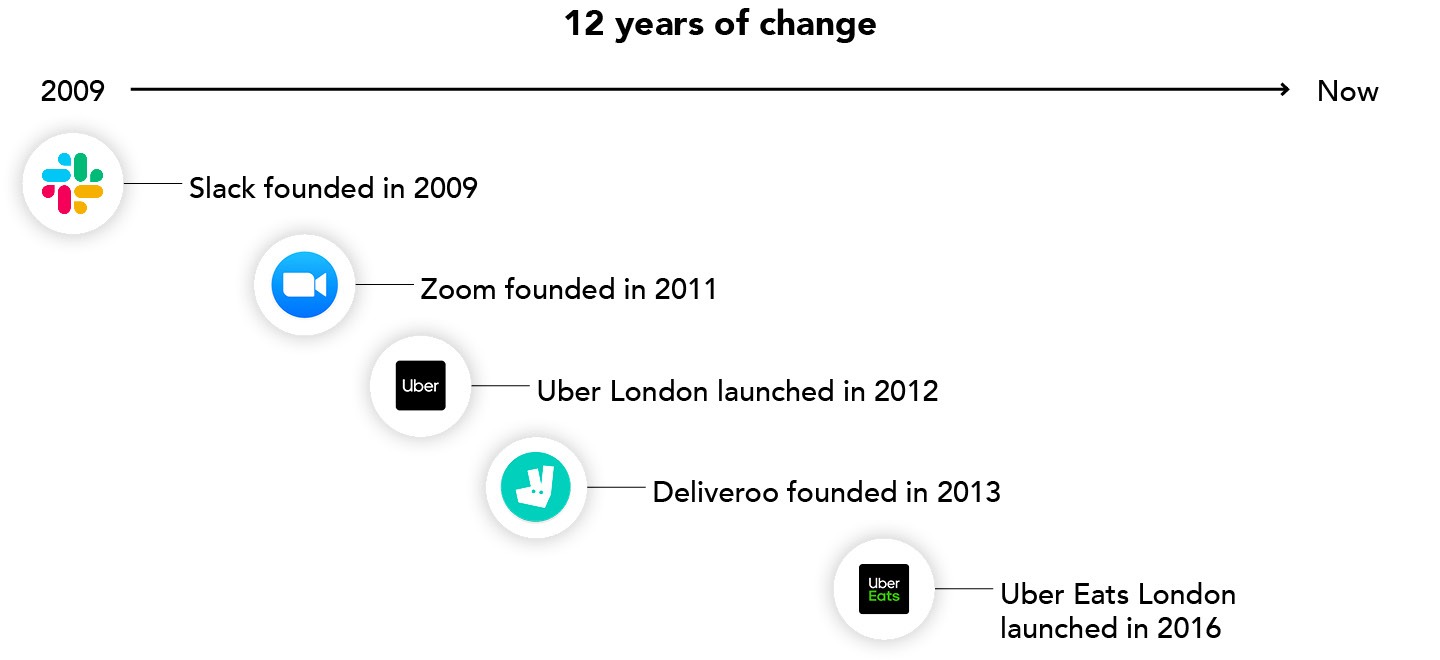 12 years of change
2009
Now
Slack founded in 2009
Zoom founded in 2011
Uber
Uber London launched in 2012
Deliveroo founded in 2013
Uber
Eats
Uber Eats London
launched in 2016